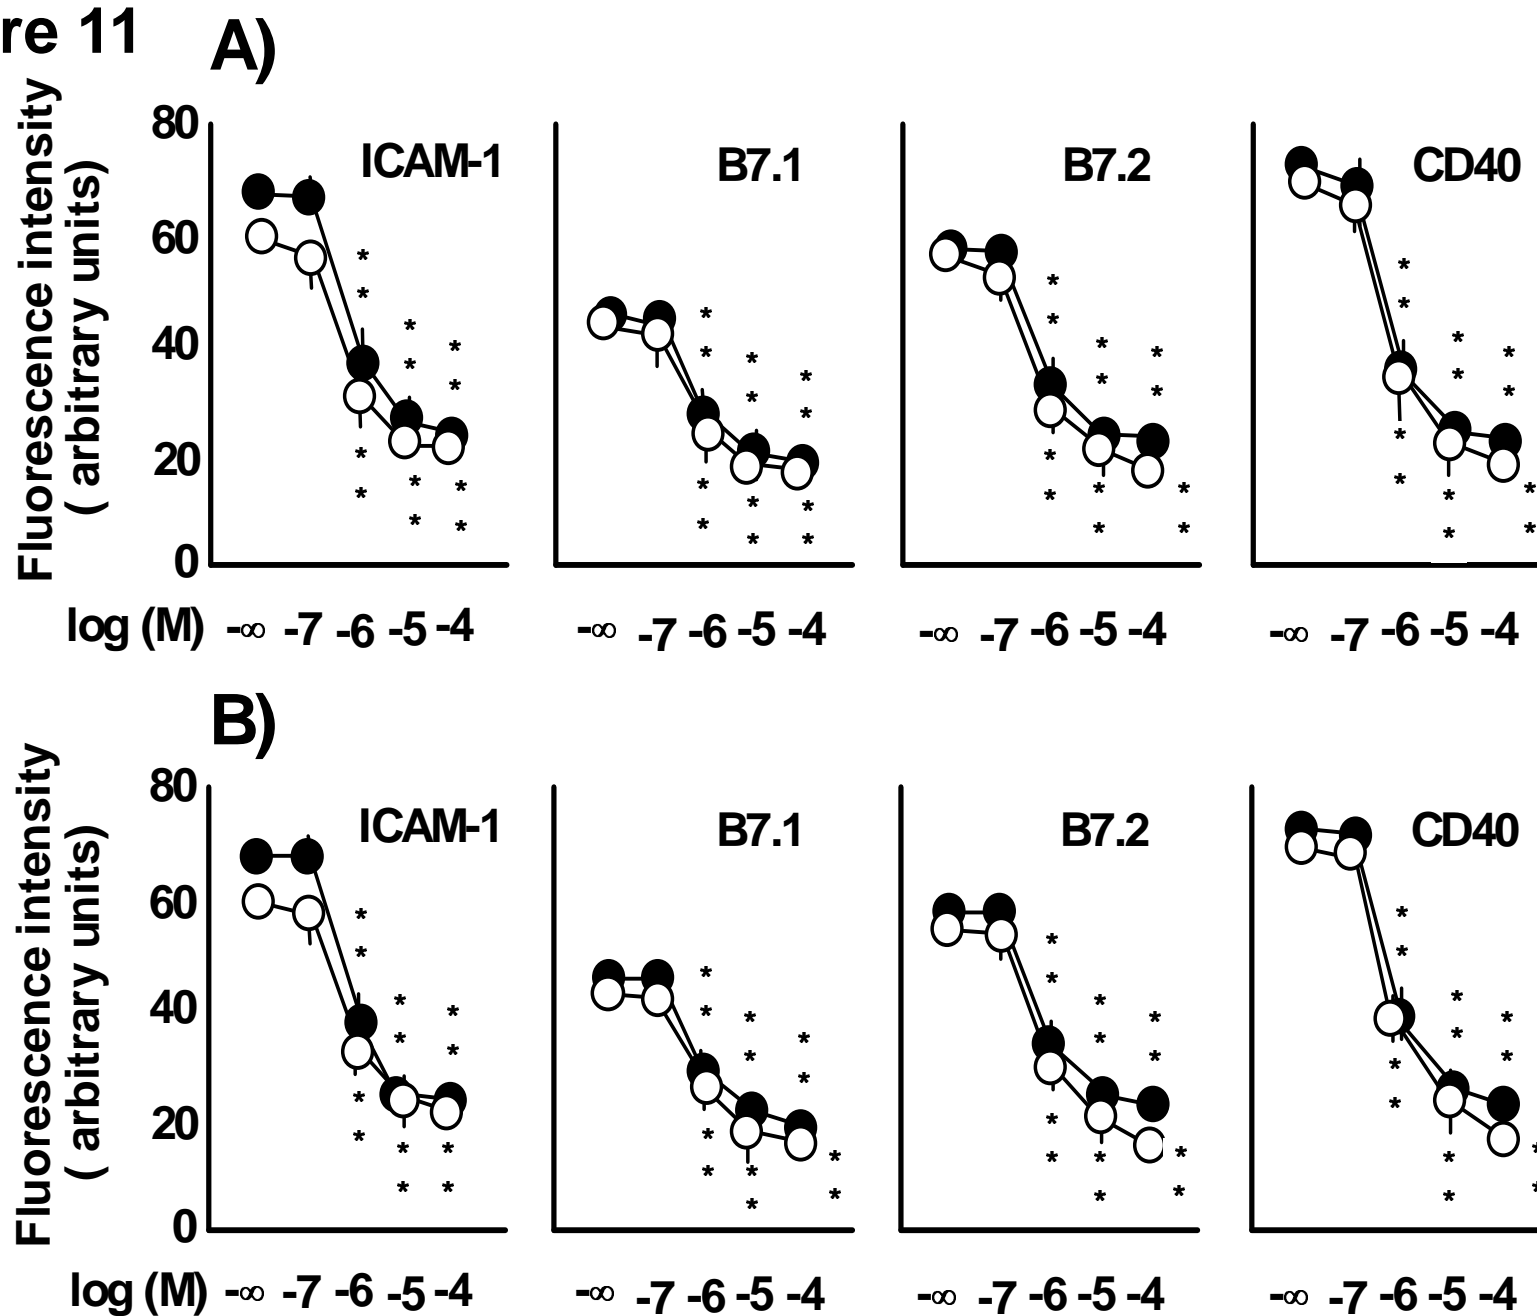 re 11
A)
Fluorescence intensity
( arbitrary units)
80
60
40
20
0
ICAM-1
B7.1
B7.2
CD40
* * * * * *
* * * * * *
* * * * * *
* * * * * *
* * * * * *
* * * * * *
* * * * * *
* * * * * *
log (M) -∞ -7 -6 -5 -4
-∞ -7 -6 -5 -4
-∞ -7 -6 -5 -4
-∞ -7 -6 -5 -4
B)
Fluorescence intensity
( arbitrary units)
80
60
40
20
0
ICAM-1
B7.1
B7.2
CD40
* * * * * *
* * * * * *
* * * * * *
* * * * * *
* * * * * *
* * * * * *
* * * * * *
* * * * * *
log (M) -∞ -7 -6 -5 -4
-∞ -7 -6 -5 -4
-∞ -7 -6 -5 -4
-∞ -7 -6 -5 -4